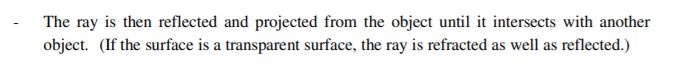 - The ray is then reflected and projected from the object until it intersects with another
object. (If the surface is a transparent surface, the ray is refracted as well as reflected.)